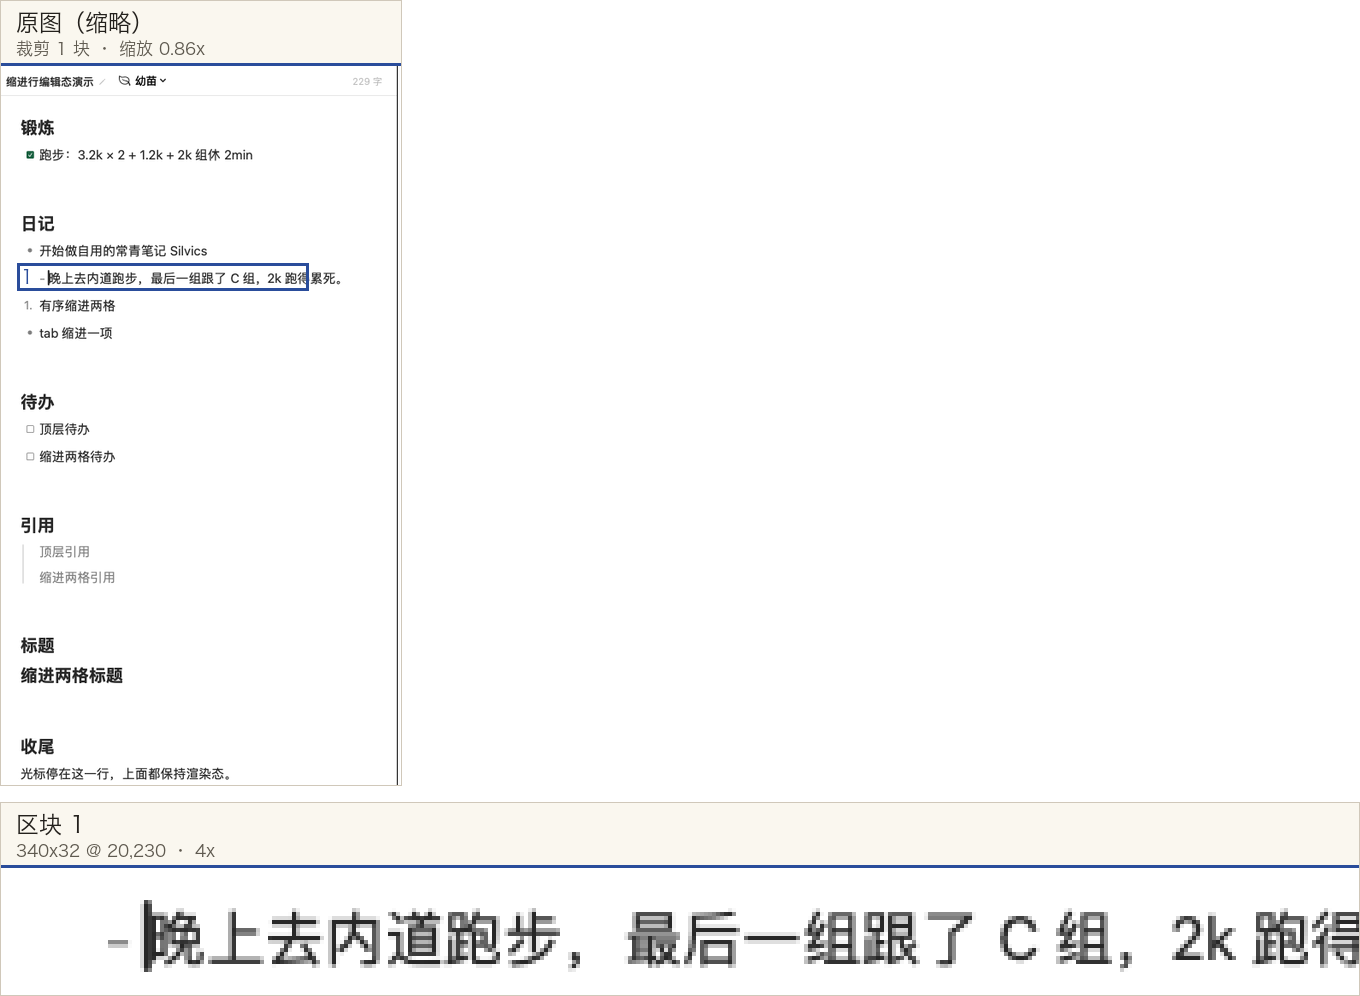 原图（缩略）
裁剪 1 块 · 缩放 0.86x
缩进行编辑态演示 幼苗 229 字
锻炼
跑步：3.2k × 2 + 1.2k + 2k 组休 2min
日记
• 开始做自用的常青笔记 Silvics
1 - 晚上去内道跑步，最后一组跟了 C 组，2k 跑得累死。
1. 有序缩进两格
• tab 缩进一项
待办
顶层待办
缩进两格待办
引用
顶层引用
缩进两格引用
标题
缩进两格标题
收尾
光标停在这一行，上面都保持渲染态。
区块 1
340x32 @ 20,230 · 4x
- 晚上去内道跑步，最后一组跟了 C 组，2k 跑得